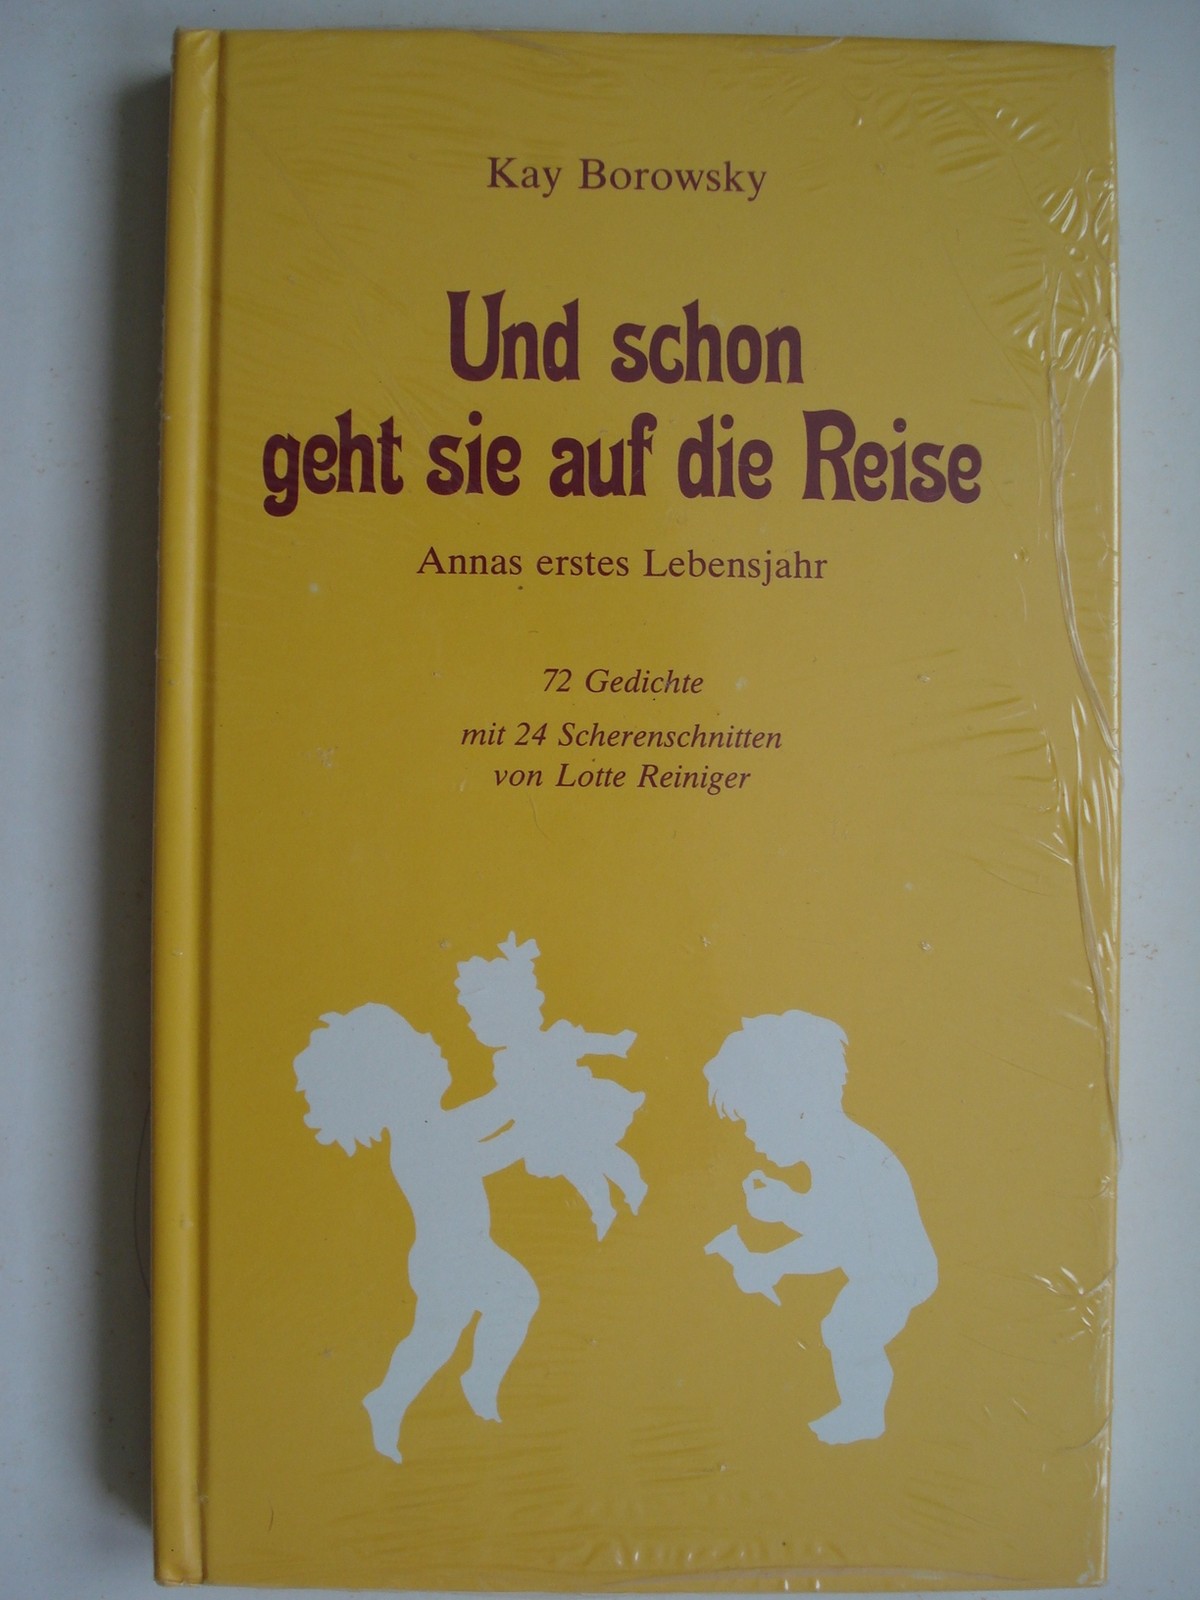 Kay Borowsky
Und schon
geht sie auf die Reise
Annas erstes Lebensjahr
72 Gedichte
mit 24 Scherenschnitten
von Lotte Reiniger